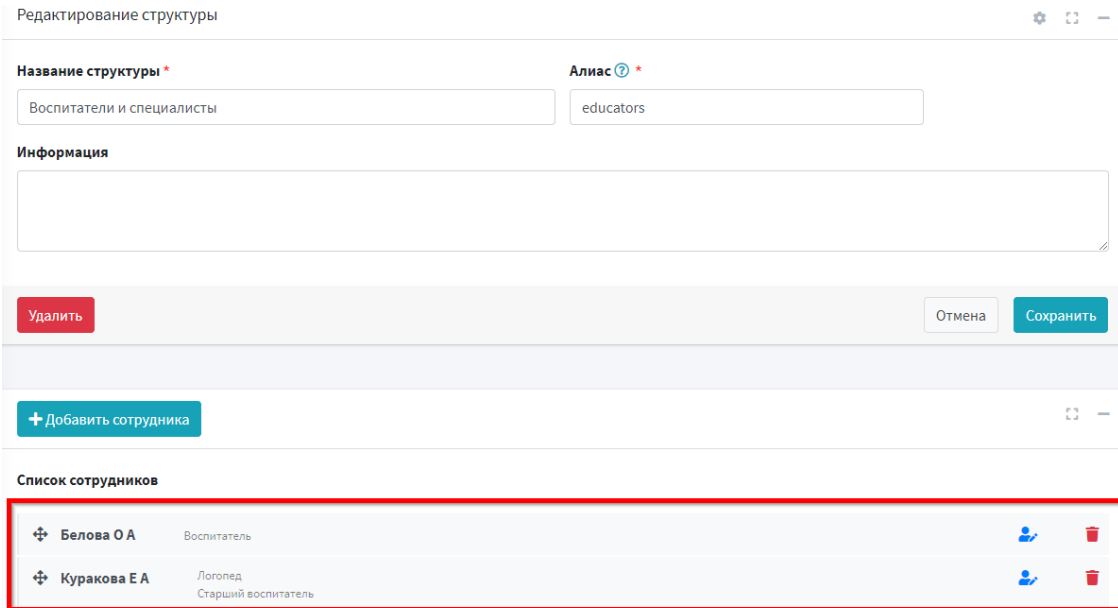 Редактирование структуры
Название структуры * Алиас ? *
Воспитатели и специалисты educators
Информация
Удалить Отмена Сохранить
Добавить сотрудника
Список сотрудников
Белова О А Воспитатель
Куракова Е А Логопед
Старший воспитатель